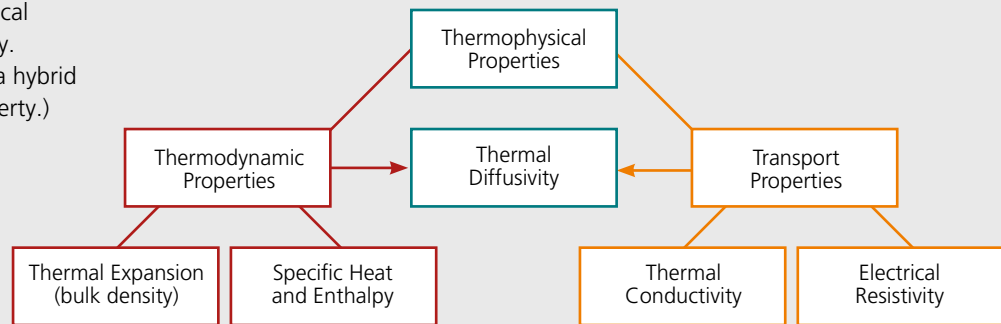 ical
y.
a hybrid
erty.)
Thermophysical
Properties
Thermodynamic
Properties
Thermal
Diffusivity
Transport
Properties
Thermal Expansion
(bulk density)
Specific Heat
and Enthalpy
Thermal
Conductivity
Electrical
Resistivity